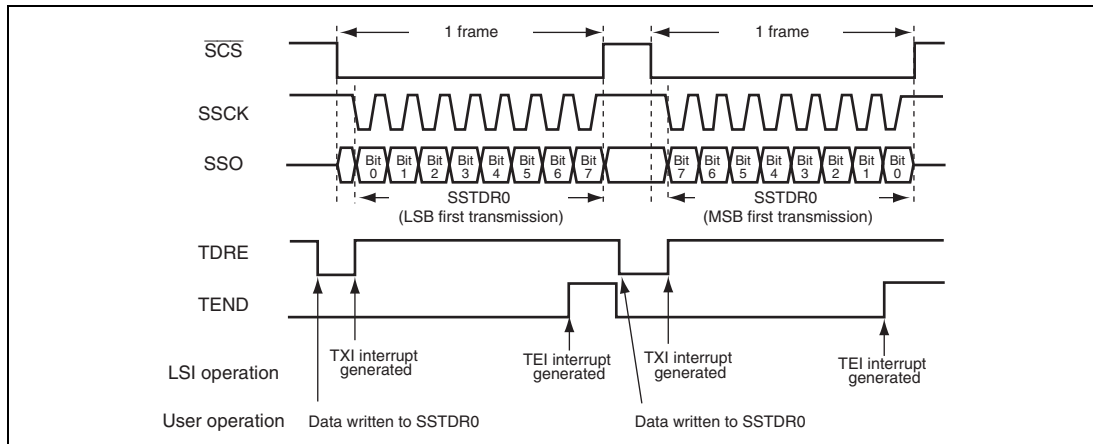 1 frame
1 frame
SCS
SSCK
SSO
Bit 0
Bit 1
Bit 2
Bit 3
Bit 4
Bit 5
Bit 6
Bit 7
Bit 7
Bit 6
Bit 5
Bit 4
Bit 3
Bit 2
Bit 1
Bit 0
SSTDR0
(LSB first transmission)
SSTDR0
(MSB first transmission)
TDRE
TEND
LSI operation
TXI interrupt
generated
TEI interrupt
generated
TXI interrupt
generated
TEI interrupt
generated
User operation
Data written to SSTDR0
Data written to SSTDR0